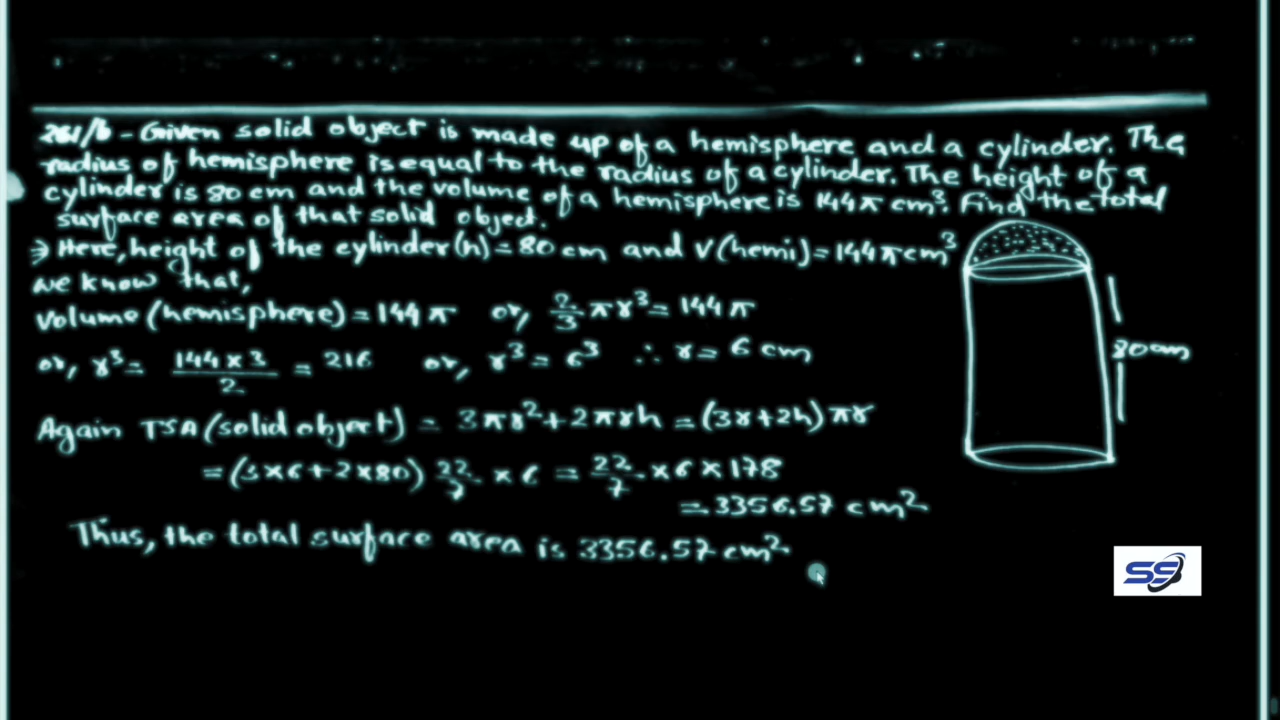 261/b - Given solid object is made up of a hemisphere and a cylinder. The
radius of hemisphere is equal to the radius of a cylinder. The height of a
cylinder is 80 cm and the volume of a hemisphere is 144π cm³. Find the total
surface area of that solid object.
⇒ Here, height of the cylinder (h) = 80 cm and V(hemi) = 144πcm³
we know that,
Volume (hemisphere) = 144π or, 2/3 πr³ = 144π
or, r³ = 144×3/2 = 216 or, r³ = 6³ ∴ r = 6 cm
80cm
Again TSA (solid object) = 3πr² + 2πrh = (3r+2h) πr
= (3×6+2×80) 22/7 × 6 = 22/7 × 6 × 178
= 3356.57 cm²
Thus, the total surface area is 3356.57 cm²
SS